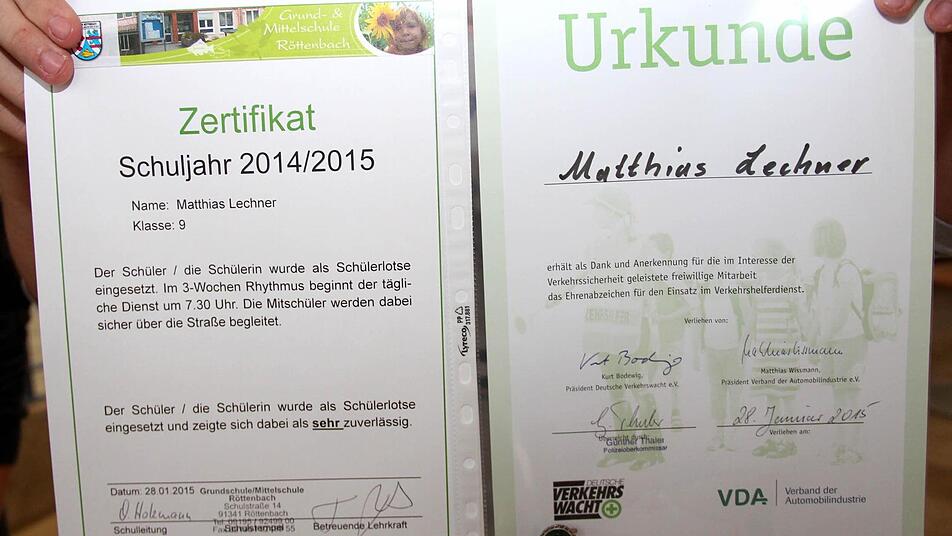 Grund- &
Mittelschule
Röttenbach
Zertifikat
Schuljahr 2014/2015
Name: Matthias Lechner
Klasse: 9
Der Schüler / die Schülerin wurde als Schülerlotse
eingesetzt. Im 3-Wochen Rhythmus beginnt der tägli-
che Dienst um 7.30 Uhr. Die Mitschüler werden dabei
sicher über die Straße begleitet.
Der Schüler / die Schülerin wurde als Schülerlotse
eingesetzt und zeigte sich dabei als sehr zuverlässig.
Datum: 28.01.2015
Grundschule/Mittelschule
Röttenbach
Schulstraße 14
91341 Röttenbach
Schulleitung
Schulstempel
Betreuende Lehrkraft
Lyreco PP
317.881
Urkunde
Matthias Lechner
erhält als Dank und Anerkennung für die im Interesse der
Verkehrssicherheit geleistete freiwillige Mitarbeit
das Ehrenabzeichen für den Einsatz im Verkehrshelferdienst.
Verliehen von:
Kurt Bodewig,
Präsident Deutsche Verkehrswacht e.V.
Matthias Wissmann,
Präsident Verband der Automobilindustrie e.V.
Überreicht durch:
Günther Thaler
Polizeioberkommissar
28. Januar 2015
Verliehen am:
DEUTSCHE
VERKEHRS
WACHT
VDA
Verband der
Automobilindustrie